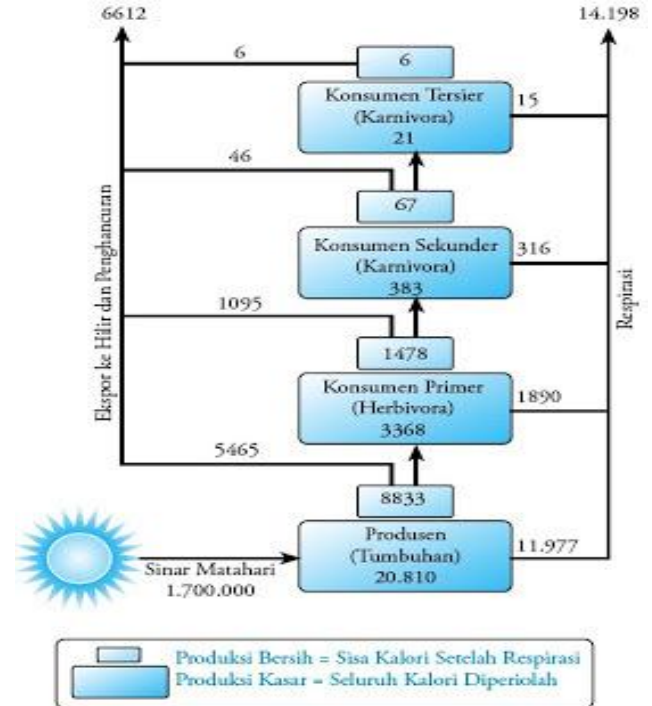 6612
14.198
6
6
Konsumen Tersier
(Karnivora)
21
15
46
67
Konsumen Sekunder
(Karnivora)
383
316
Ekspor ke Hilir dan Penghancuran
Respirasi
1095
1478
Konsumen Primer
(Herbivora)
3368
1890
5465
8833
Produsen
(Tumbuhan)
20.810
11.977
Sinar Matahari
1.700.000
Produksi Bersih = Sisa Kalori Setelah Respirasi
Produksi Kasar = Seluruh Kalori Diperiolah